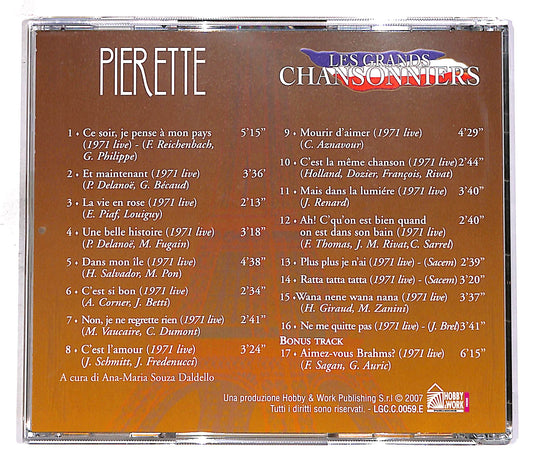 PIERETTE
LES GRANDS
CHANSONNIERS
1 • Ce soir, je pense à mon pays 5'15"
(1971 live) - (F. Reichenbach,
G. Philippe)
2 • Et maintenant (1971 live) 3'36'
(P. Delanoë, G. Bécaud)
3 • La vie en rose (1971 live) 2'13"
(E. Piaf, Louiguy)
4 • Une belle histoire (1971 live) 3'18"
(P. Delanoë, M. Fugain)
5 • Dans mon île (1971 live) 4'38"
(H. Salvador, M. Pon)
6 • C'est si bon (1971 live) 2'34"
(A. Corner, J. Betti)
7 • Non, je ne regrette rien (1971 live) 2'41"
(M. Vaucaire, C. Dumont)
8 • C'est l'amour (1971 live) 3'24"
(J. Schmitt, J. Fredenucci)
A cura di Ana-Maria Souza Daldello
9 • Mourir d'aimer (1971 live) 4'29"
(C. Aznavour)
10 • C'est la même chanson (1971 live) 2'44"
(Holland, Dozier, François, Rivat)
11 • Mais dans la lumiére (1971 live) 3'40"
(J. Renard)
12 • Ah! C'qu'on est bien quand 2'40"
on est dans son bain (1971 live)
(F. Thomas, J. M. Rivat, C. Sarrel)
13 • Plus plus je n'ai (1971 live) - (Sacem) 2'39"
14 • Ratta tatta tatta (1971 live) - (Sacem) 3'20"
15 • Wana nene wana nana (1971 live) 3'37"
(H. Giraud, M. Zanini)
16 • Ne me quitte pas (1971 live) - (J. Brel) 3'41"
BONUS TRACK
17 • Aimez-vous Brahms? (1971 live) 6'15"
(F. Sagan, G. Auric)
Una produzione Hobby & Work Publishing S.r.l © 2007
Tutti i diritti sono riservati. - LGC.C.0059.E
HOBBY
&WORK